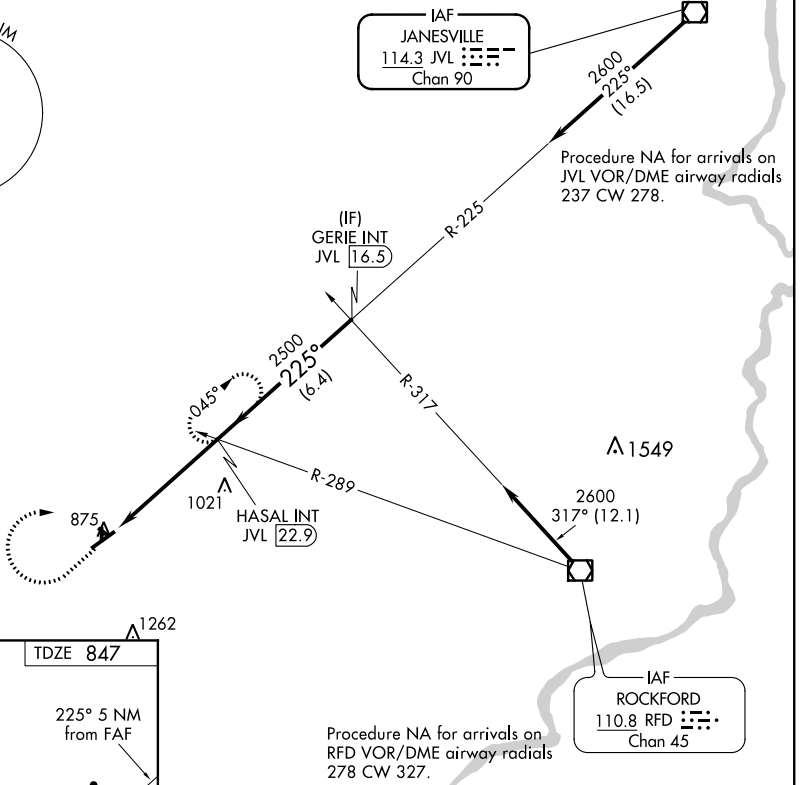 IAF
JANESVILLE
114.3 JVL
Chan 90
2600
225°
(16.5)
NM
Procedure NA for arrivals on
JVL VOR/DME airway radials
237 CW 278.
R-225
(IF)
GERIE INT
JVL 16.5
2500
225°
(6.4)
045°
R-317
1549
R-289
1021
HASAL INT
JVL 22.9
2600
317° (12.1)
875
1262
TDZE 847
225° 5 NM
from FAF
IAF
ROCKFORD
110.8 RFD
Chan 45
Procedure NA for arrivals on
RFD VOR/DME airway radials
278 CW 327.